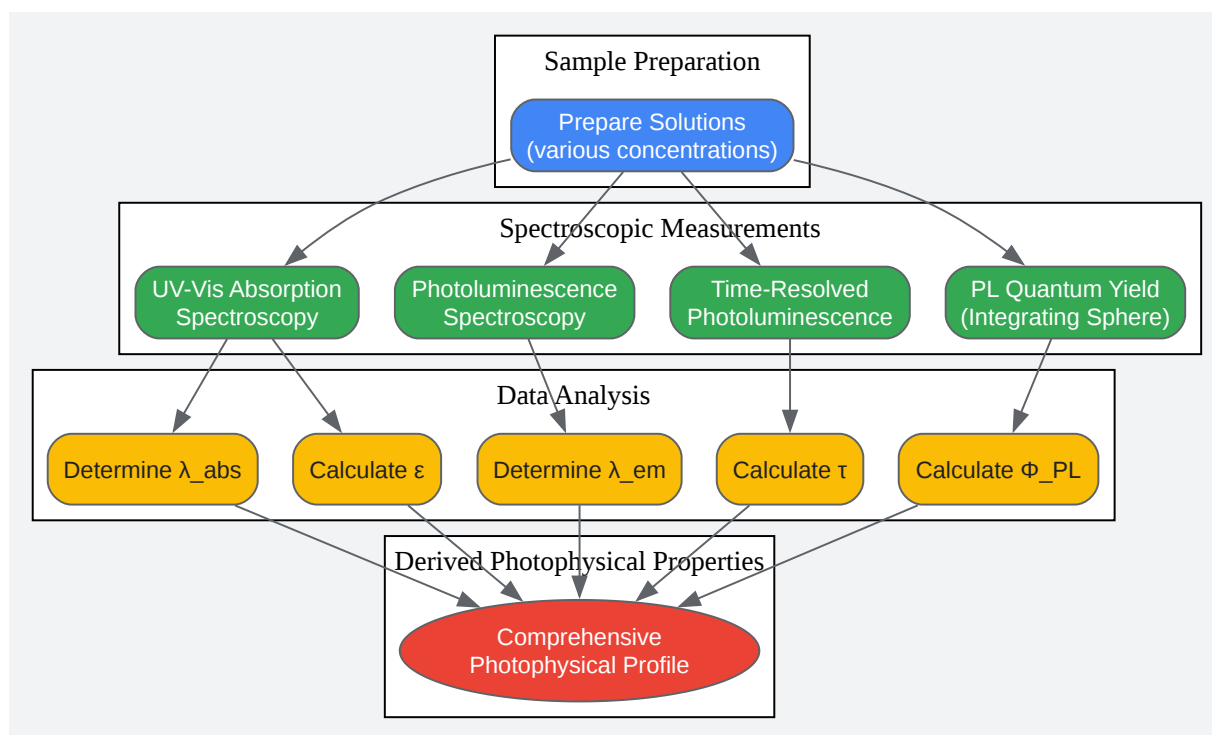 Sample Preparation
Prepare Solutions
(various concentrations)
Spectroscopic Measurements
UV-Vis Absorption
Spectroscopy
Photoluminescence
Spectroscopy
Time-Resolved
Photoluminescence
PL Quantum Yield
(Integrating Sphere)
Data Analysis
Determine λ_abs
Calculate ε
Determine λ_em
Calculate τ
Calculate Φ_PL
Derived Photophysical Properties
Comprehensive
Photophysical Profile